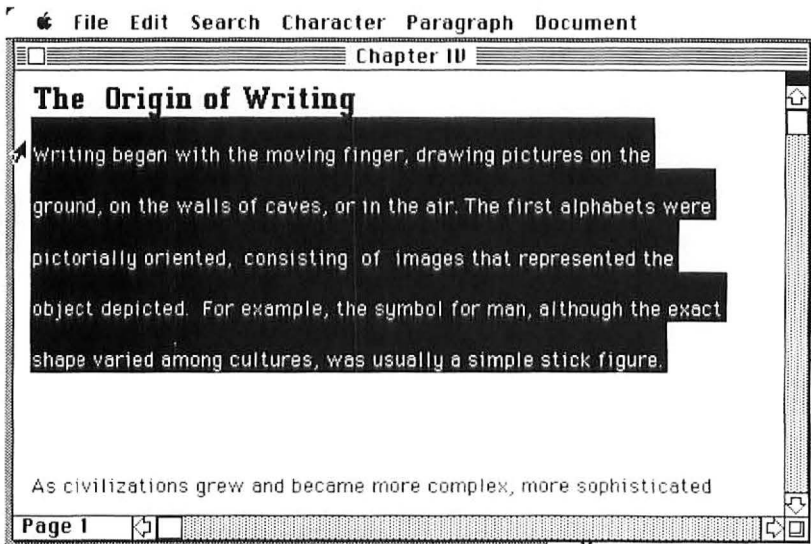 File Edit Search Character Paragraph Document
Chapter IV
The Origin of Writing
Writing began with the moving finger, drawing pictures on the
ground, on the walls of caves, or in the air. The first alphabets were
pictorially oriented, consisting of images that represented the
object depicted. For example, the symbol for man, although the exact
shape varied among cultures, was usually a simple stick figure.
As civilizations grew and became more complex, more sophisticated
Page 1